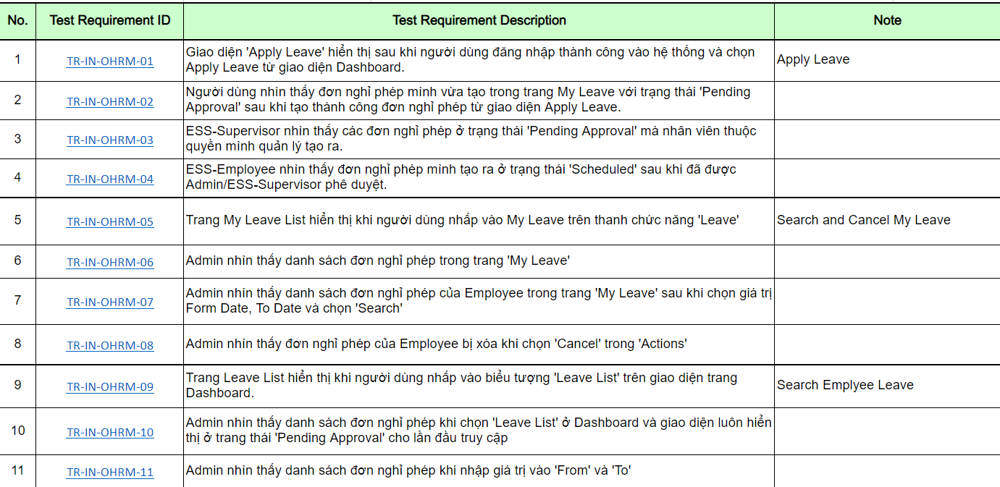 No. Test Requirement ID Test Requirement Description Note
1 TR-IN-OHRM-01 Giao diện 'Apply Leave' hiển thị sau khi người dùng đăng nhập thành công vào hệ thống và chọn
Apply Leave từ giao diện Dashboard. Apply Leave
2 TR-IN-OHRM-02 Người dùng nhìn thấy đơn nghỉ phép mình vừa tạo trong trang My Leave với trạng thái 'Pending
Approval' sau khi tạo thành công đơn nghỉ phép từ giao diện Apply Leave.
3 TR-IN-OHRM-03 ESS-Supervisor nhìn thấy các đơn nghỉ phép ở trạng thái 'Pending Approval' mà nhân viên thuộc
quyền mình quản lý tạo ra.
4 TR-IN-OHRM-04 ESS-Employee nhìn thấy đơn nghỉ phép mình tạo ra ở trạng thái 'Scheduled' sau khi đã được
Admin/ESS-Supervisor phê duyệt.
5 TR-IN-OHRM-05 Trang My Leave List hiển thị khi người dùng nhấp vào My Leave trên thanh chức năng 'Leave' Search and Cancel My Leave
6 TR-IN-OHRM-06 Admin nhìn thấy danh sách đơn nghỉ phép trong trang 'My Leave'
7 TR-IN-OHRM-07 Admin nhìn thấy danh sách đơn nghỉ phép của Employee trong trang 'My Leave' sau khi chọn giá trị
Form Date, To Date và chọn 'Search'
8 TR-IN-OHRM-08 Admin nhìn thấy đơn nghỉ phép của Employee bị xóa khi chọn 'Cancel' trong 'Actions'
9 TR-IN-OHRM-09 Trang Leave List hiển thị khi người dùng nhấp vào biểu tượng 'Leave List' trên giao diện trang
Dashboard. Search Emplyee Leave
10 TR-IN-OHRM-10 Admin nhìn thấy danh sách đơn nghỉ phép khi chọn 'Leave List' ở Dashboard và giao diện luôn hiển
thị ở trang thái 'Pending Approval' cho lần đầu truy cập
11 TR-IN-OHRM-11 Admin nhìn thấy danh sách đơn nghỉ phép khi nhập giá trị vào 'From' và 'To'